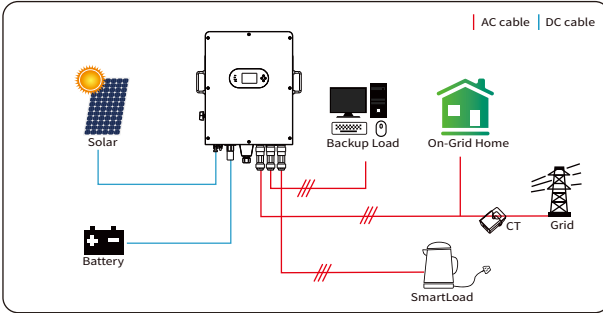 AC cable
DC cable
Solar
Backup Load
On-Grid Home
CT
Grid
Battery
SmartLoad